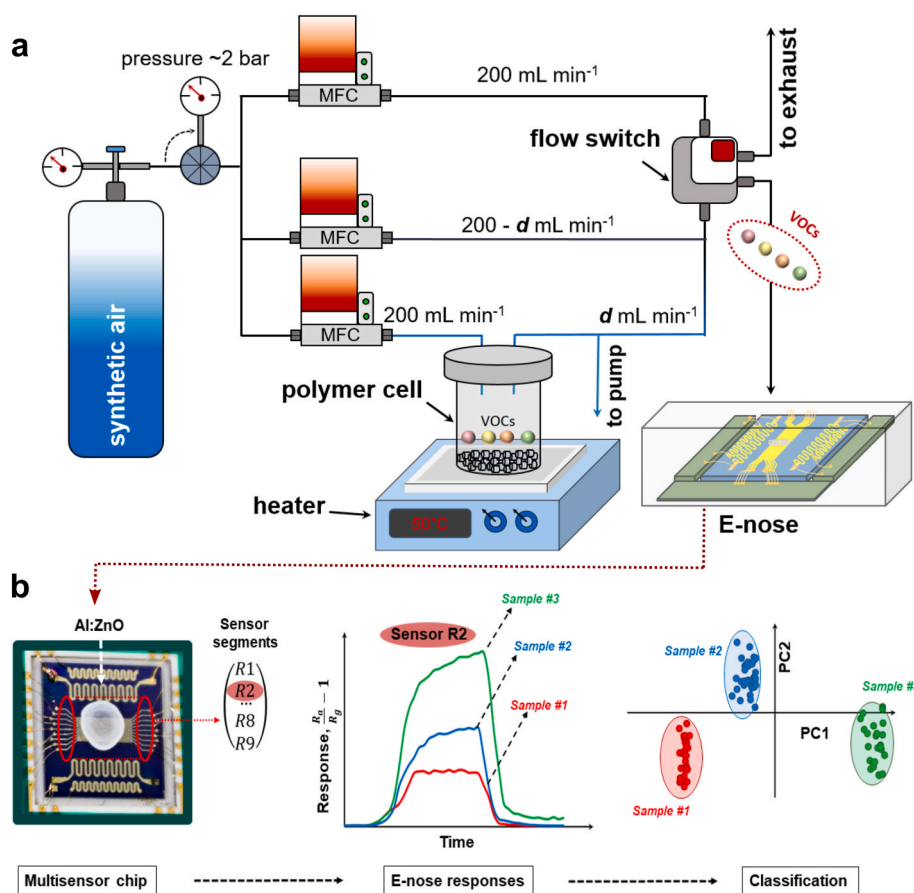 a
pressure ~2 bar
MFC
200 mL min⁻¹
to exhaust
flow switch
MFC
200 - d mL min⁻¹
VOCs
MFC
200 mL min⁻¹
d mL min⁻¹
synthetic air
polymer cell
VOCs
to pump
heater
50°C
E-nose
b
Al:ZnO
Sensor
segments
R1
R2
...
R8
R9
Sensor R2
Response, Ra/Rg − 1
Time
Sample #3
Sample #2
Sample #1
Sample #2
PC2
PC1
Sample #
Sample #1
Multisensor chip
E-nose responses
Classification